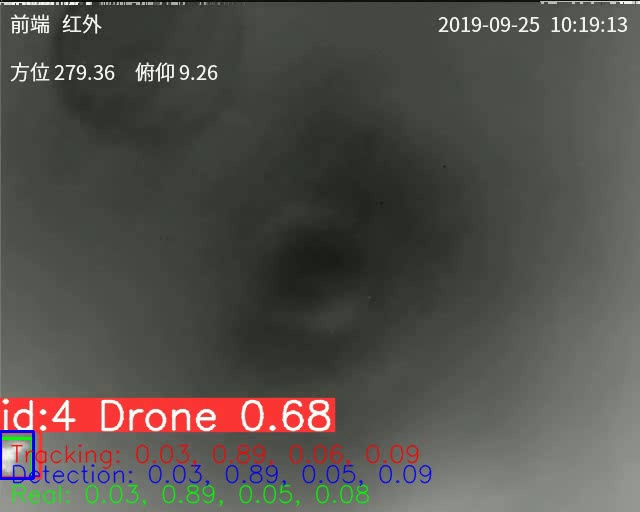 前端 红外 2019-09-25 10:19:13
方位 279.36 俯仰 9.26
id:4 Drone 0.68
Tracking: 0.03, 0.89, 0.06, 0.09
Detection: 0.03, 0.89, 0.05, 0.09
Real: 0.03, 0.89, 0.05, 0.08